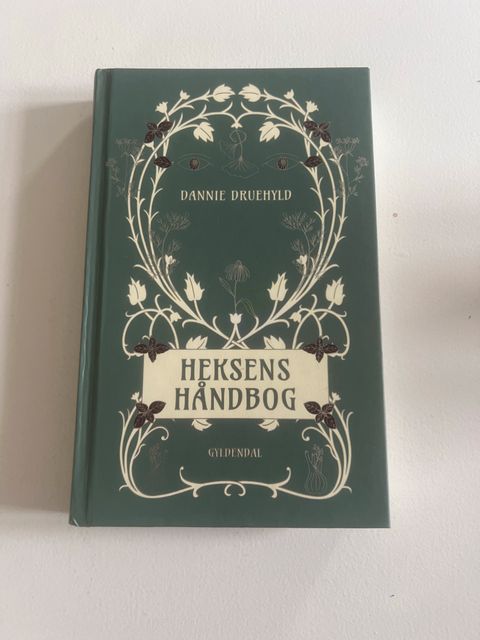 DANNIE DRUEHYLD
HEKSENS
HÅNDBOG
GYLDENDAL